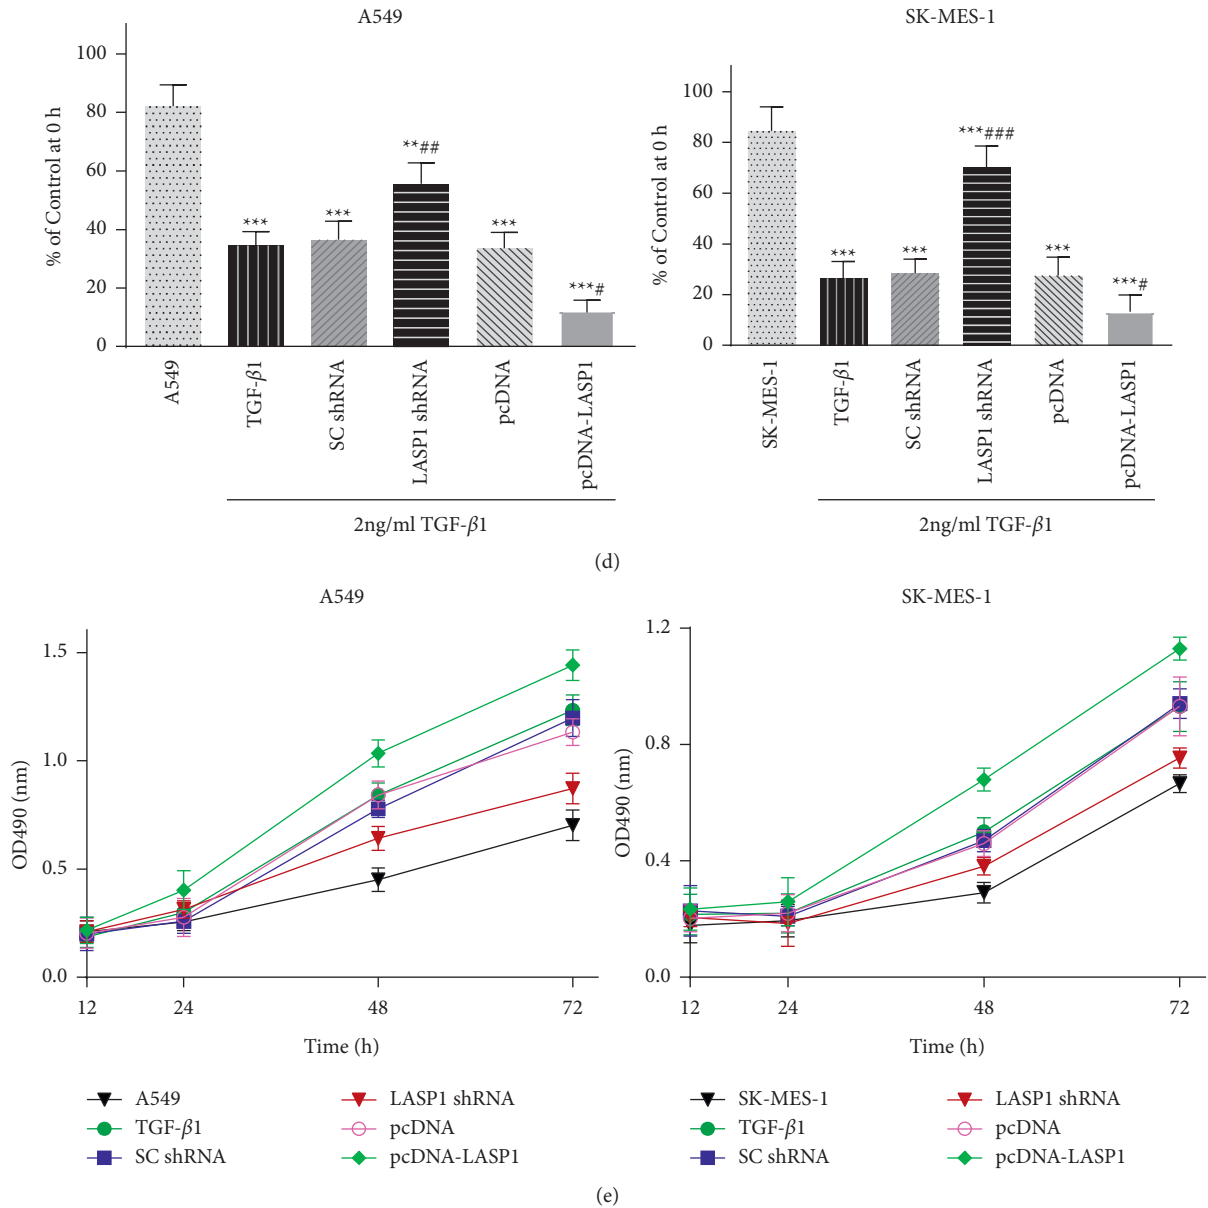 A549
% of Control at 0 h
100
80
60
40
20
0
***
***
**##
***
***#
A549
TGF-β1
SC shRNA
LASP1 shRNA
pcDNA
pcDNA-LASP1
2ng/ml TGF-β1
SK-MES-1
% of Control at 0 h
100
80
60
40
20
0
***
***
***###
***
***#
SK-MES-1
TGF-β1
SC shRNA
LASP1 shRNA
pcDNA
pcDNA-LASP1
2ng/ml TGF-β1
(d)
A549
OD490 (nm)
1.5
1.0
0.5
0.0
12
24
48
72
Time (h)
A549
TGF-β1
SC shRNA
LASP1 shRNA
pcDNA
pcDNA-LASP1
SK-MES-1
OD490 (nm)
1.2
0.8
0.4
0.0
12
24
48
72
Time (h)
SK-MES-1
TGF-β1
SC shRNA
LASP1 shRNA
pcDNA
pcDNA-LASP1
(e)